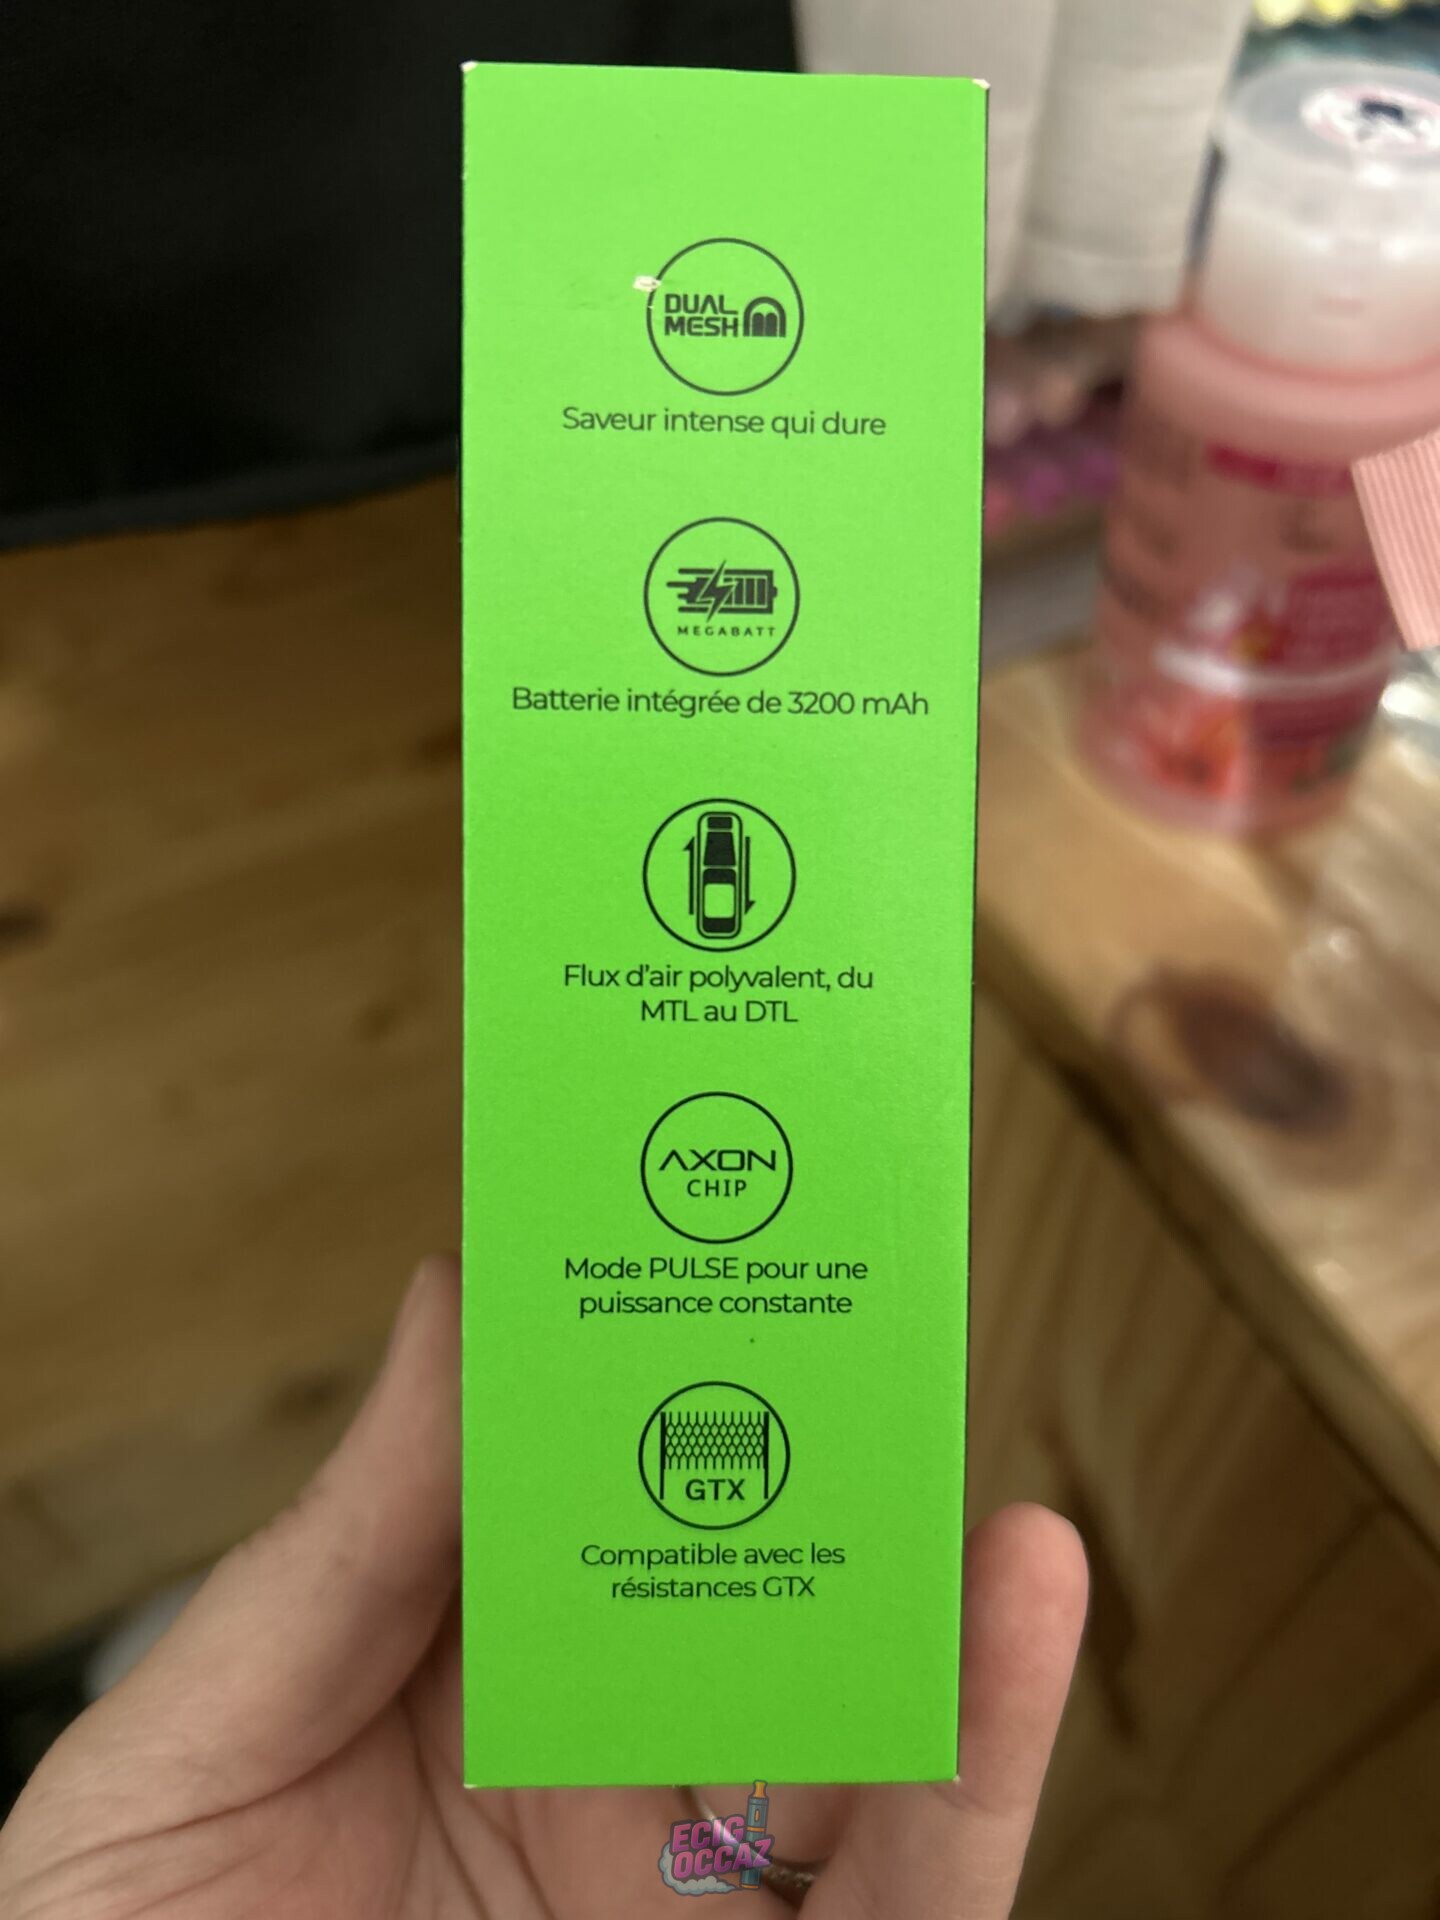 DUAL
MESH
Saveur intense qui dure
MEGABATT
Batterie intégrée de 3200 mAh
Flux d'air polyvalent, du
MTL au DTL
AXON
CHIP
Mode PULSE pour une
puissance constante
GTX
Compatible avec les
résistances GTX
ECIG
OCCAZ